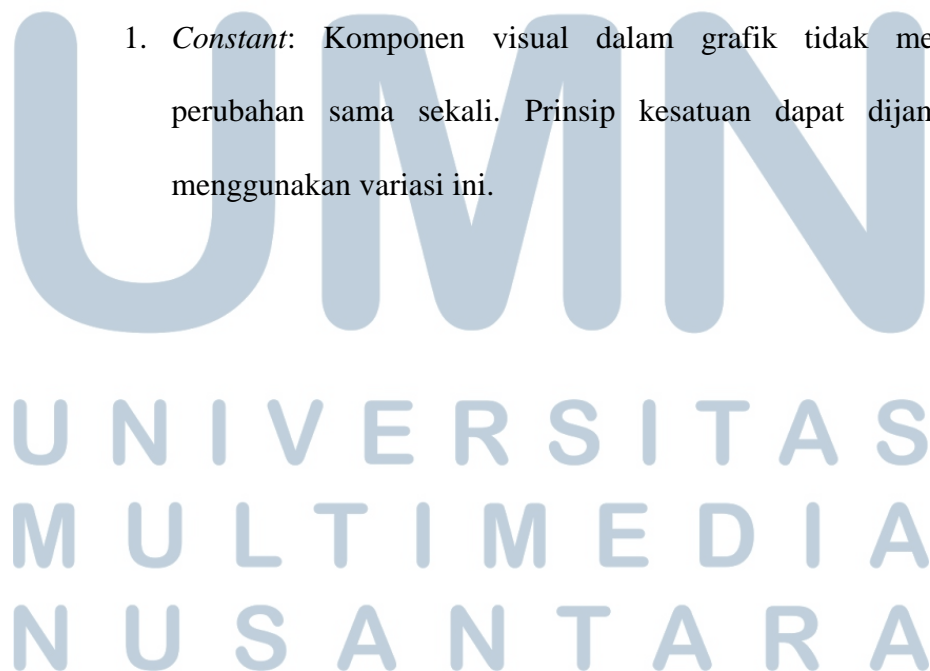 1. Constant: Komponen visual dalam grafik tidak me
perubahan sama sekali. Prinsip kesatuan dapat dijan
menggunakan variasi ini.
UMN
UNIVERSITAS
MULTIMEDIA
NUSANTARA